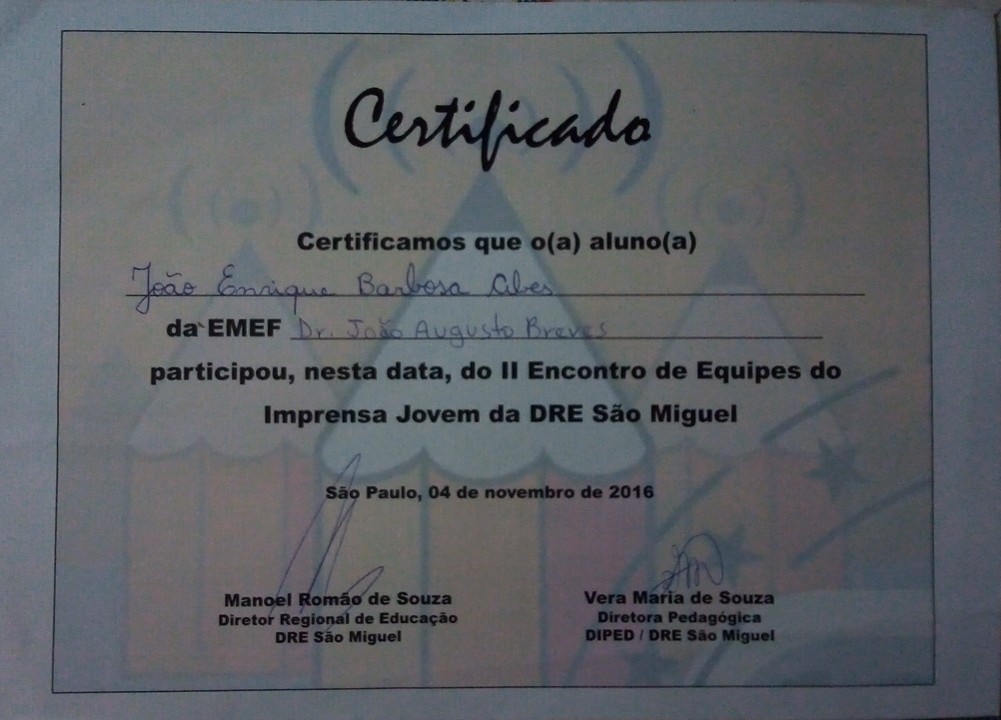 Certificado
Certificamos que o(a) aluno(a)
João Enrique Barbosa Alves
da EMEF Dr. João Augusto Breves
participou, nesta data, do II Encontro de Equipes do
Imprensa Jovem da DRE São Miguel
São Paulo, 04 de novembro de 2016
Manoel Romão de Souza
Diretor Regional de Educação
DRE São Miguel
Vera Maria de Souza
Diretora Pedagógica
DIPED / DRE São Miguel